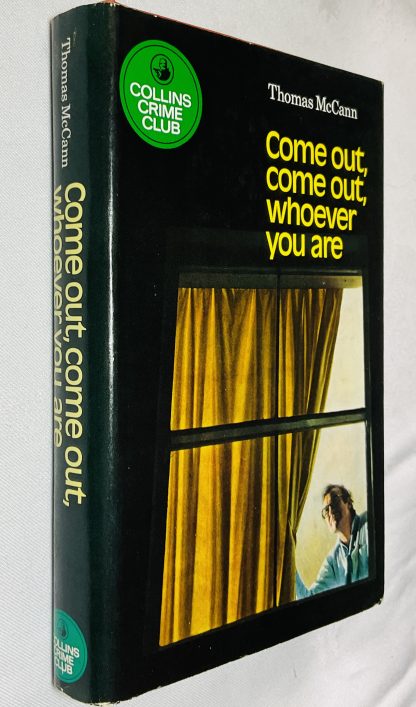 COLLINS
CRIME
CLUB
Thomas McCann
Come out,
come out,
whoever
you are
Thomas McCann
Come out, come out,
whoever you are
COLLINS
CRIME
CLUB